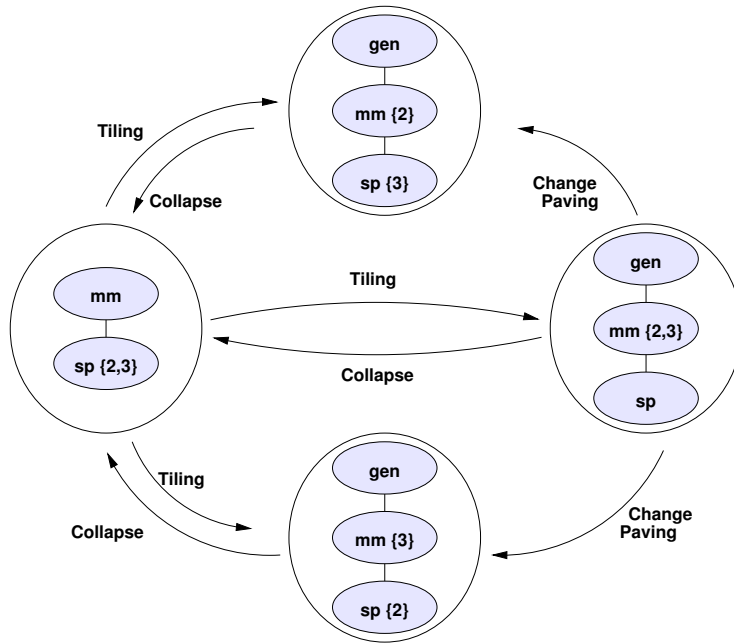 gen
mm {2}
sp {3}
Tiling
Collapse
Change
Paving
mm
sp {2,3}
Tiling
Collapse
gen
mm {2,3}
sp
Tiling
Collapse
gen
mm {3}
sp {2}
Change
Paving